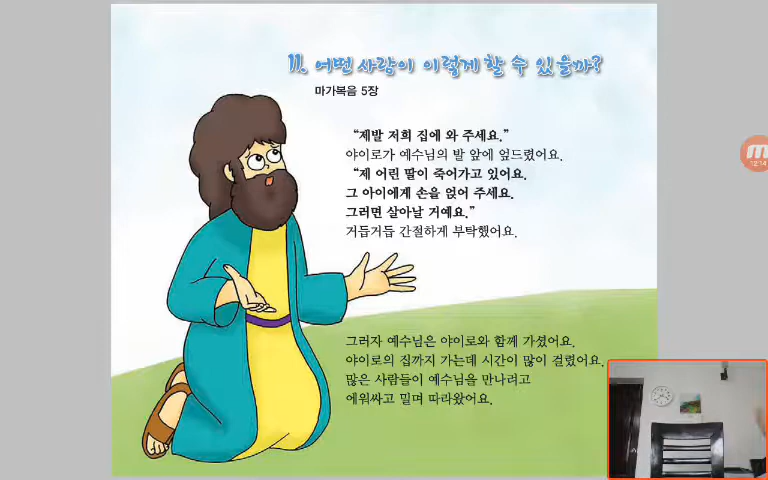 11. 어떤 사람이 이렇게 할 수 있을까?
마가복음 5장
“제발 저희 집에 와 주세요.”
야이로가 예수님의 발 앞에 엎드렸어요.
“제 어린 딸이 죽어가고 있어요.
그 아이에게 손을 얹어 주세요.
그러면 살아날 거예요.”
거듭거듭 간절하게 부탁했어요.
그러자 예수님은 야이로와 함께 가셨어요.
야이로의 집까지 가는데 시간이 많이 걸렸어요.
많은 사람들이 예수님을 만나려고
에워싸고 밀며 따라왔어요.
12:14